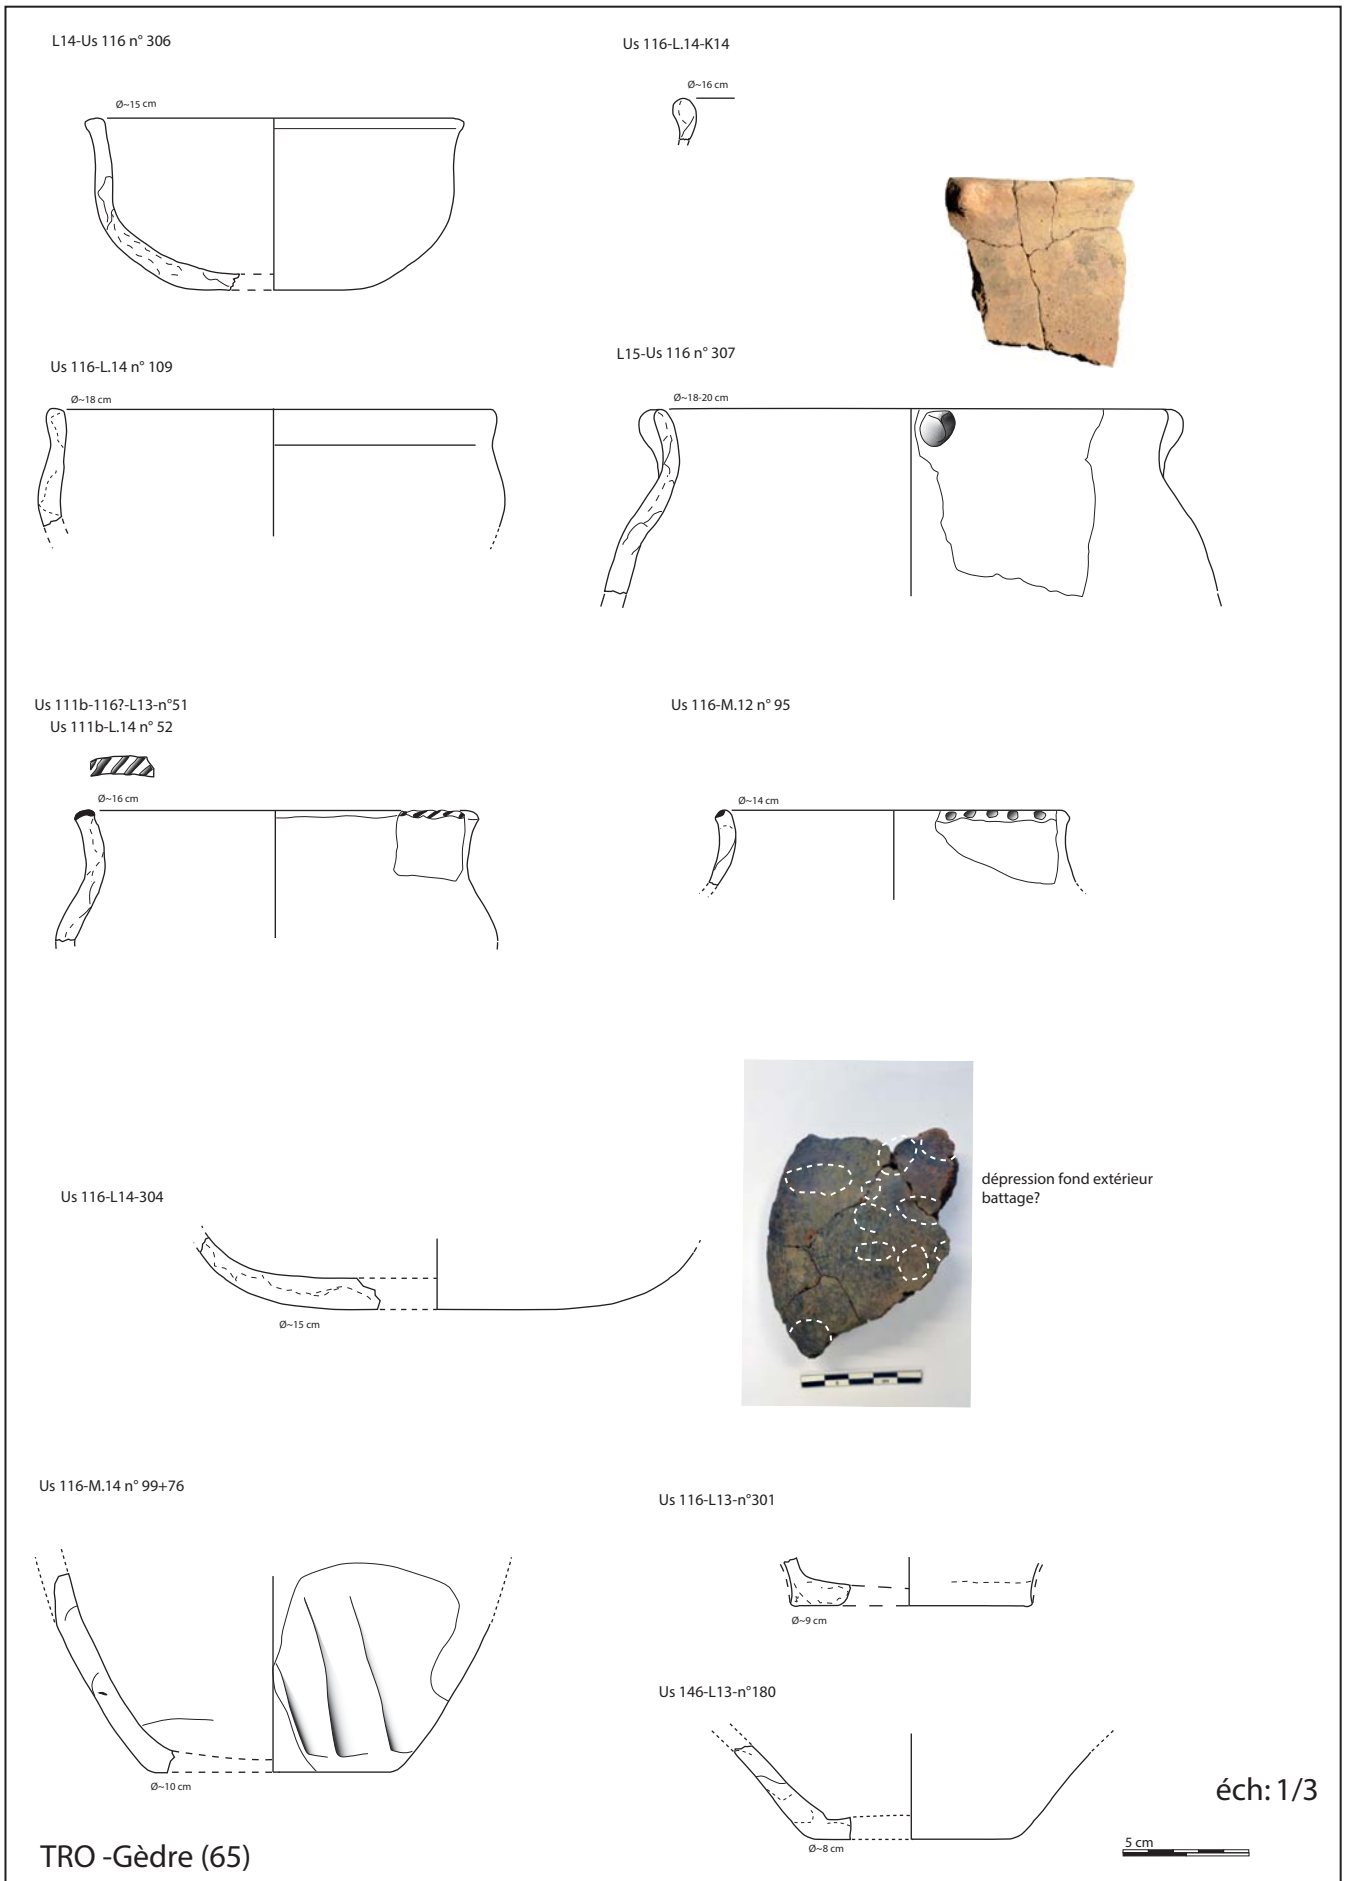 L14-Us 116 n° 306
Ø~15 cm
Us 116-L.14-K14
Ø~16 cm
Us 116-L.14 n° 109
Ø~18 cm
L15-Us 116 n° 307
Ø~18-20 cm
Us 111b-116?-L13-n°51
Us 111b-L.14 n° 52
Ø~16 cm
Us 116-M.12 n° 95
Ø~14 cm
Us 116-L14-304
Ø~15 cm
dépression fond extérieur
battage?
Us 116-M.14 n° 99+76
Ø~10 cm
Us 116-L13-n°301
Ø~9 cm
Us 146-L13-n°180
Ø~8 cm
éch: 1/3
5 cm
TRO -Gèdre (65)